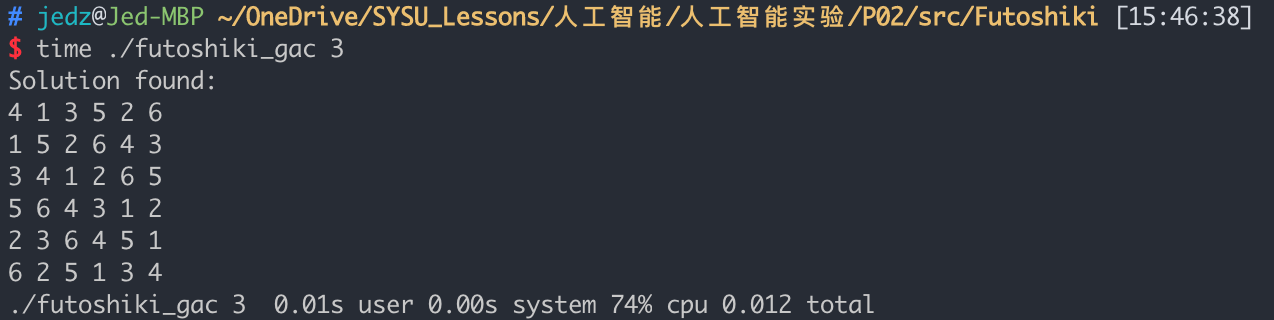 # jedz@Jed-MBP ~/OneDrive/SYSU_Lessons/人工智能/人工智能实验/P02/src/Futoshiki [15:46:38]
$ time ./futoshiki_gac 3
Solution found:
4 1 3 5 2 6
1 5 2 6 4 3
3 4 1 2 6 5
5 6 4 3 1 2
2 3 6 4 5 1
6 2 5 1 3 4
./futoshiki_gac 3  0.01s user 0.00s system 74% cpu 0.012 total